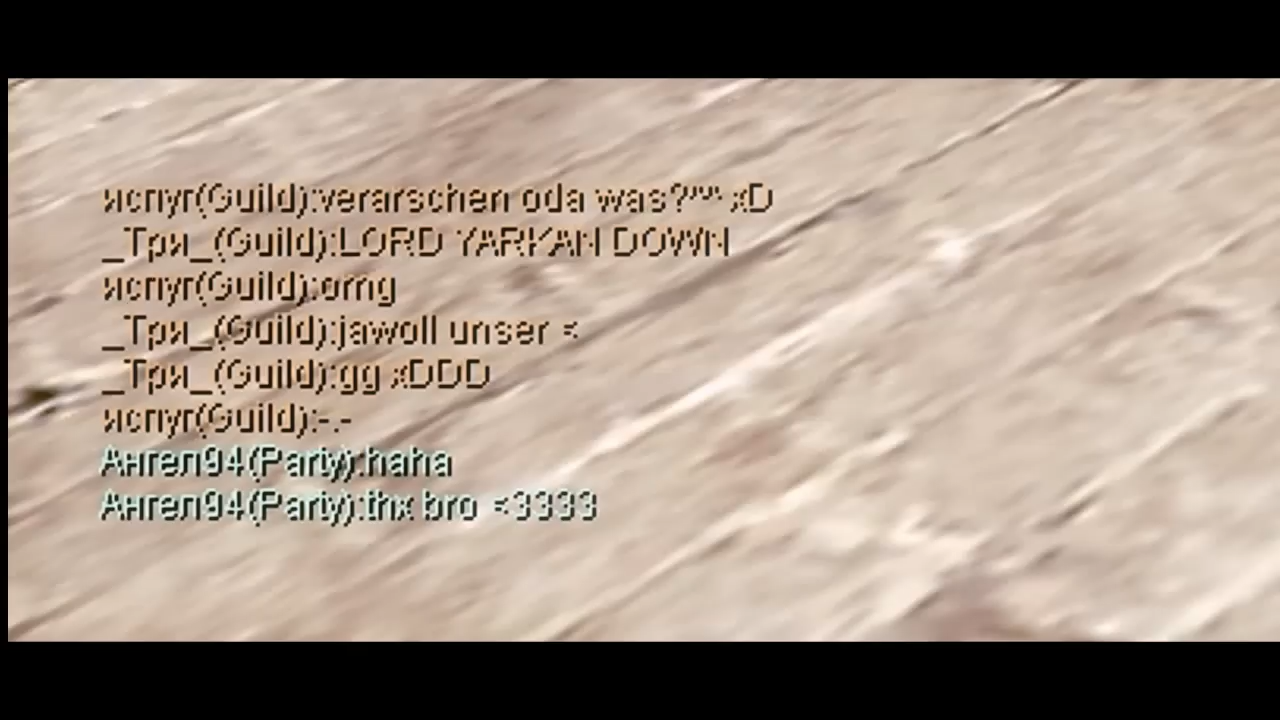 испуг(Guild):verarschen oda was?^^ xD
_Три_(Guild):LORD YARKAN DOWN
испуг(Guild):omg
_Три_(Guild):jawoll unser <
_Три_(Guild):gg xDDD
испуг(Guild):-.-
Ангел94(Party):haha
Ангел94(Party):thx bro <3333